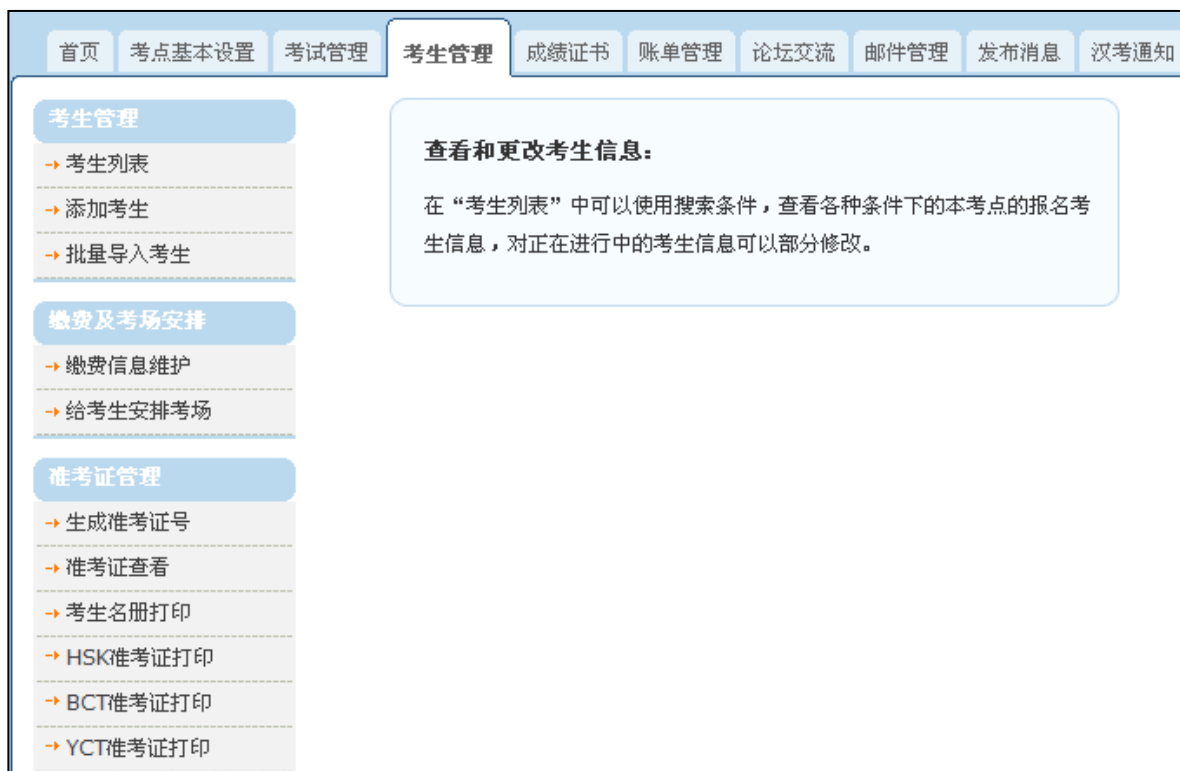 首页 考点基本设置 考试管理 考生管理 成绩证书 账单管理 论坛交流 邮件管理 发布消息 汉考通知
考生管理
→ 考生列表
→ 添加考生
→ 批量导入考生
缴费及考场安排
→ 缴费信息维护
→ 给考生安排考场
准考证管理
→ 生成准考证号
→ 准考证查看
→ 考生名册打印
→ HSK准考证打印
→ BCT准考证打印
→ YCT准考证打印
查看和更改考生信息：
在“考生列表”中可以使用搜索条件，查看各种条件下的本考点的报名考
生信息，对正在进行中的考生信息可以部分修改。